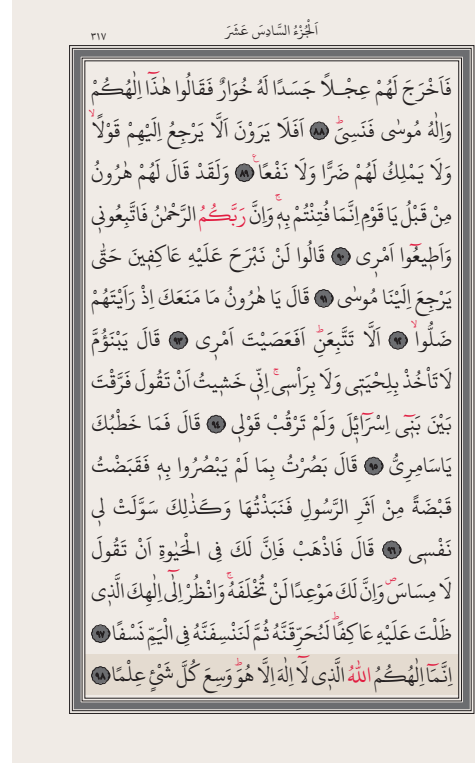 اَلْجُزْءُ السَّادِسَ عَشَرَ
٣١٧
فَاَخْرَجَ لَهُمْ عِجْلاً جَسَدًا لَهُ خُوَارٌ فَقَالُوا هٰذَٓا اِلٰهُكُمْ
وَاِلٰهُ مُوسٰى فَنَسِىَۜ ﴿٨٨﴾ اَفَلَا يَرَوْنَ اَلَّا يَرْجِعُ اِلَيْهِمْ قَوْلًاۙ
وَلَا يَمْلِكُ لَهُمْ ضَرًّا وَلَا نَفْعًا۟ ﴿٨٩﴾ وَلَقَدْ قَالَ لَهُمْ هٰرُونُ
مِنْ قَبْلُ يَا قَوْمِ اِنَّمَا فُتِنْتُمْ بِهِۚ وَاِنَّ رَبَّكُمُ الرَّحْمٰنُ فَاتَّبِعُونِى
وَاَطِيعُٓوا اَمْرِى ﴿٩٠﴾ قَالُوا لَنْ نَبْرَحَ عَلَيْهِ عَاكِفِينَ حَتّٰى
يَرْجِعَ اِلَيْنَا مُوسٰى ﴿٩١﴾ قَالَ يَا هٰرُونُ مَا مَنَعَكَ اِذْ رَاَيْتَهُمْ
ضَلُّواۙ ﴿٩٢﴾ اَلَّا تَتَّبِعَنِۜ اَفَعَصَيْتَ اَمْرِى ﴿٩٣﴾ قَالَ يَبْنَؤُمَّ
لَا تَاْخُذْ بِلِحْيَتِى وَلَا بِرَاْسِىۚ اِنِّى خَشِيتُ اَنْ تَقُولَ فَرَّقْتَ
بَيْنَ بَنِٓى اِسْرَٓائِلَ وَلَمْ تَرْقُبْ قَوْلِى ﴿٩٤﴾ قَالَ فَمَا خَطْبُكَ
يَاسَامِرِىُّ ﴿٩٥﴾ قَالَ بَصُرْتُ بِمَا لَمْ يَبْصُرُوا بِهِ فَقَبَضْتُ
قَبْضَةً مِنْ اَثَرِ الرَّسُولِ فَنَبَذْتُهَا وَكَذٰلِكَ سَوَّلَتْ لِى
نَفْسِى ﴿٩٦﴾ قَالَ فَاذْهَبْ فَاِنَّ لَكَ فِى الْحَيٰوةِ اَنْ تَقُولَ
لَا مِسَاسَۖ وَاِنَّ لَكَ مَوْعِدًا لَنْ تُخْلَفَهُۚ وَانْظُرْ اِلٰٓى اِلٰهِكَ الَّذِى
ظَلْتَ عَلَيْهِ عَاكِفًاۜ لَنُحَرِّقَنَّهُ ثُمَّ لَنَنْسِفَنَّهُ فِى الْيَمِّ نَسْفًا ﴿٩٧﴾
اِنَّمَٓا اِلٰهُكُمُ اللّٰهُ الَّذِى لَٓا اِلٰهَ اِلَّا هُوَۜ وَسِعَ كُلَّ شَيْءٍ عِلْمًا ﴿٩٨﴾